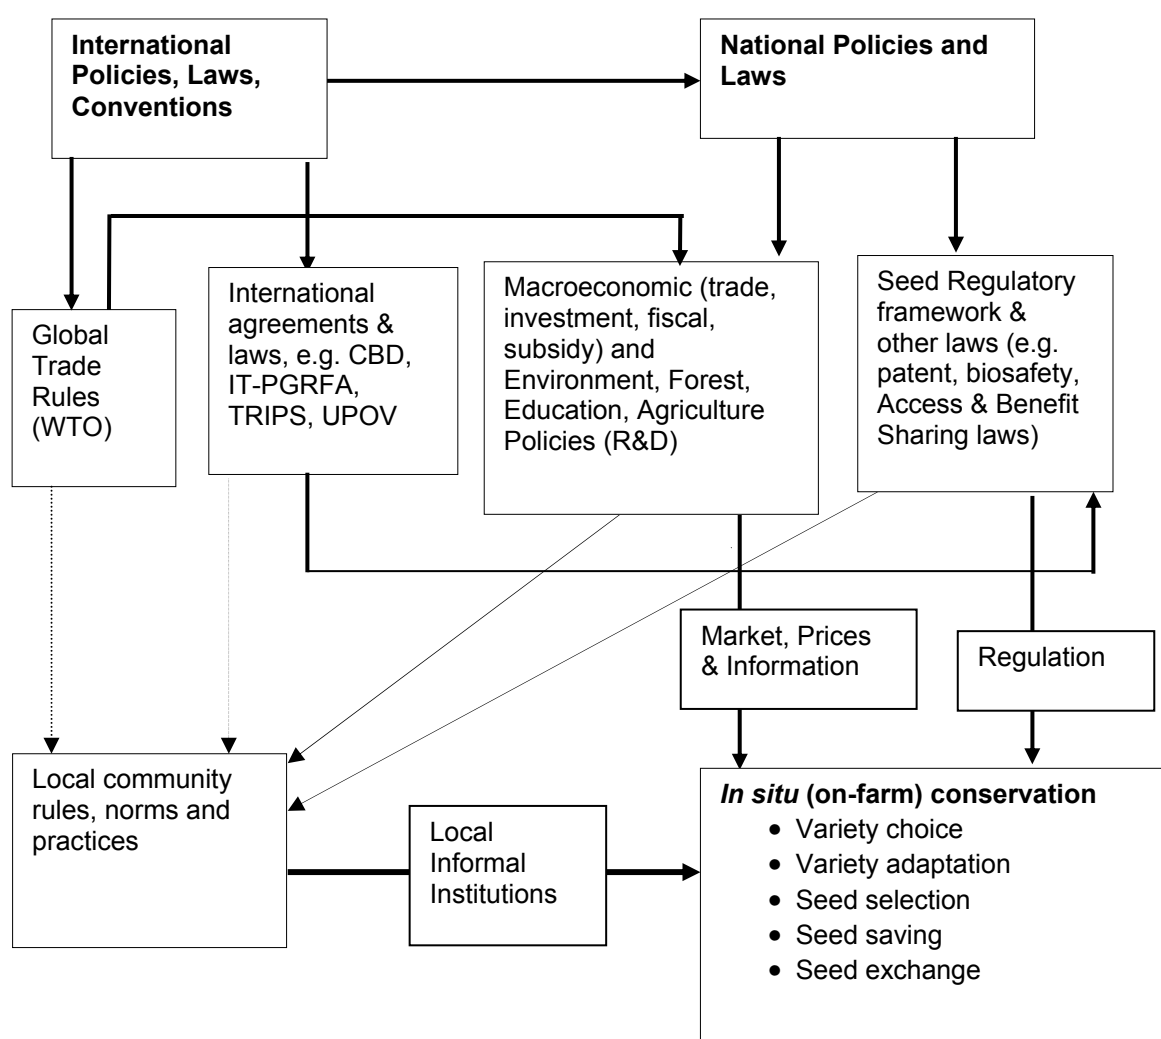 International
Policies, Laws,
Conventions
National Policies and
Laws
Global
Trade
Rules
(WTO)
International
agreements &
laws, e.g. CBD,
IT-PGRFA,
TRIPS, UPOV
Macroeconomic (trade,
investment, fiscal,
subsidy) and
Environment, Forest,
Education, Agriculture
Policies (R&D)
Seed Regulatory
framework &
other laws (e.g.
patent, biosafety,
Access & Benefit
Sharing laws)
Market, Prices
& Information
Regulation
Local community
rules, norms and
practices
Local
Informal
Institutions
In situ (on-farm) conservation
• Variety choice
• Variety adaptation
• Seed selection
• Seed saving
• Seed exchange